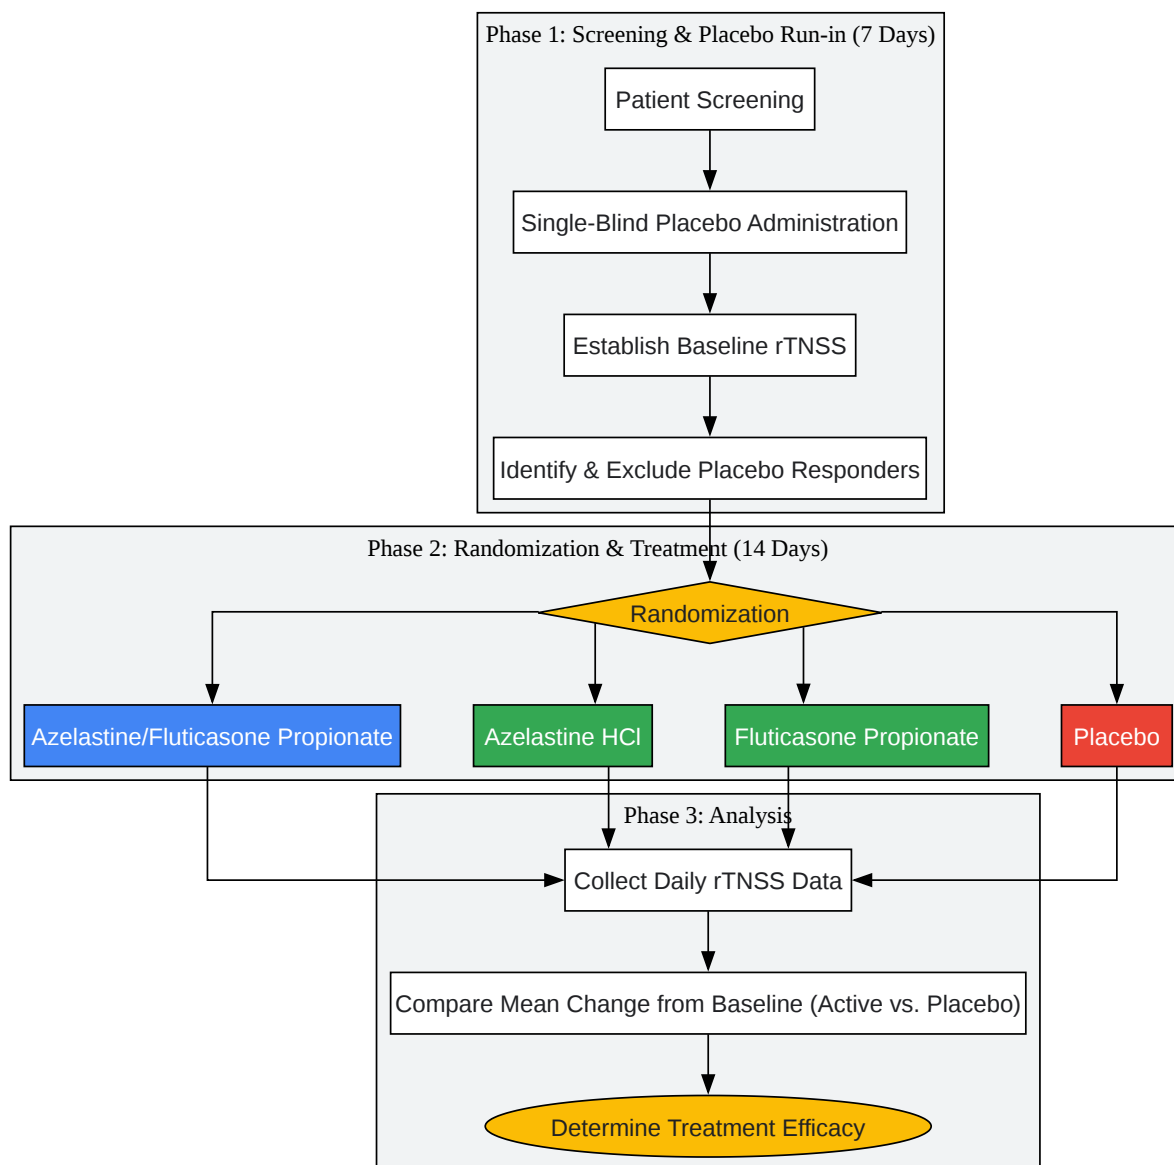 Phase 1: Screening & Placebo Run-in (7 Days)
Patient Screening
Single-Blind Placebo Administration
Establish Baseline rTNSS
Identify & Exclude Placebo Responders
Phase 2: Randomization & Treatment (14 Days)
Randomization
Azelastine/Fluticasone Propionate
Azelastine HCl
Fluticasone Propionate
Placebo
Phase 3: Analysis
Collect Daily rTNSS Data
Compare Mean Change from Baseline (Active vs. Placebo)
Determine Treatment Efficacy